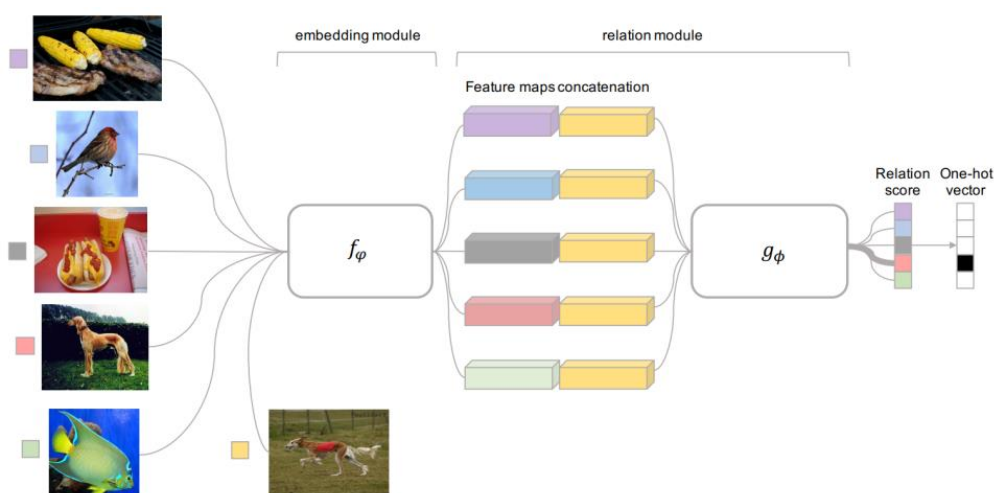 embedding module
relation module
Feature maps concatenation
Relation
score
One-hot
vector
fφ
gϕ